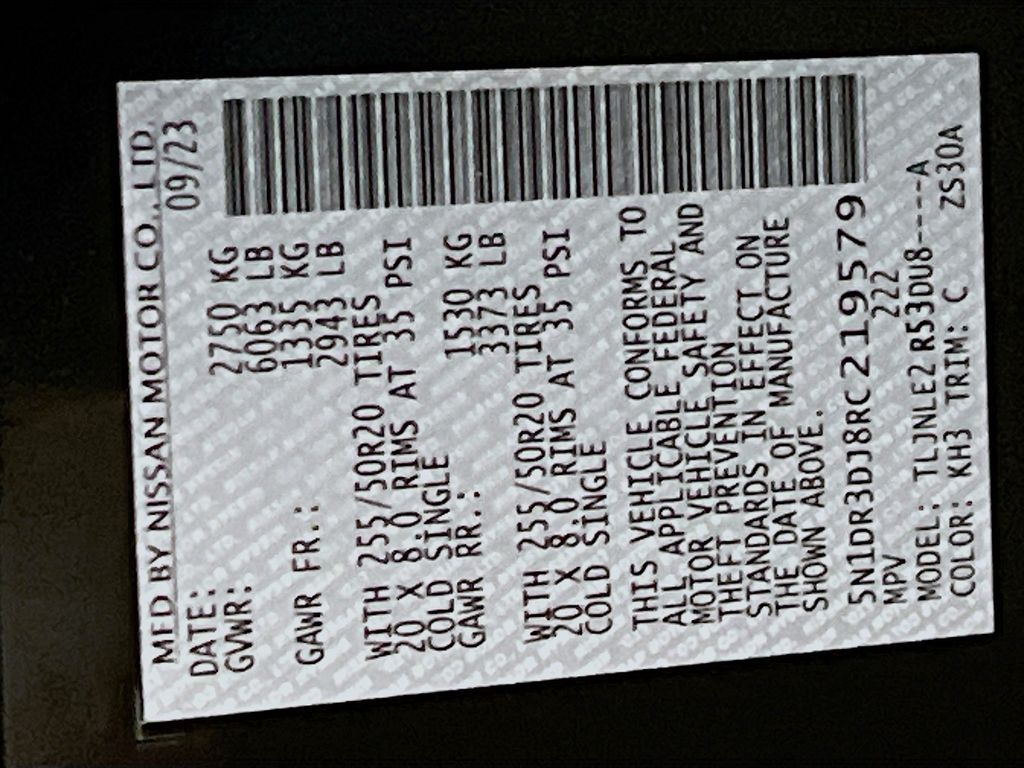 MFD BY NISSAN MOTOR CO., LTD.
DATE: 09/23
GVWR: 2750 KG
6063 LB
GAWR FR.: 1335 KG
2943 LB
WITH 255/50R20 TIRES
20 X 8.0 RIMS AT 35 PSI
COLD SINGLE
GAWR RR.: 1530 KG
3373 LB
WITH 255/50R20 TIRES
20 X 8.0 RIMS AT 35 PSI
COLD SINGLE
THIS VEHICLE CONFORMS TO
ALL APPLICABLE FEDERAL
MOTOR VEHICLE SAFETY AND
THEFT PREVENTION
STANDARDS IN EFFECT ON
THE DATE OF MANUFACTURE
SHOWN ABOVE.
5N1DR3DJ8RC219579
MPV 222
MODEL: TLJNLE2 R53DU8----A
COLOR: KH3 TRIM: C ZS30A